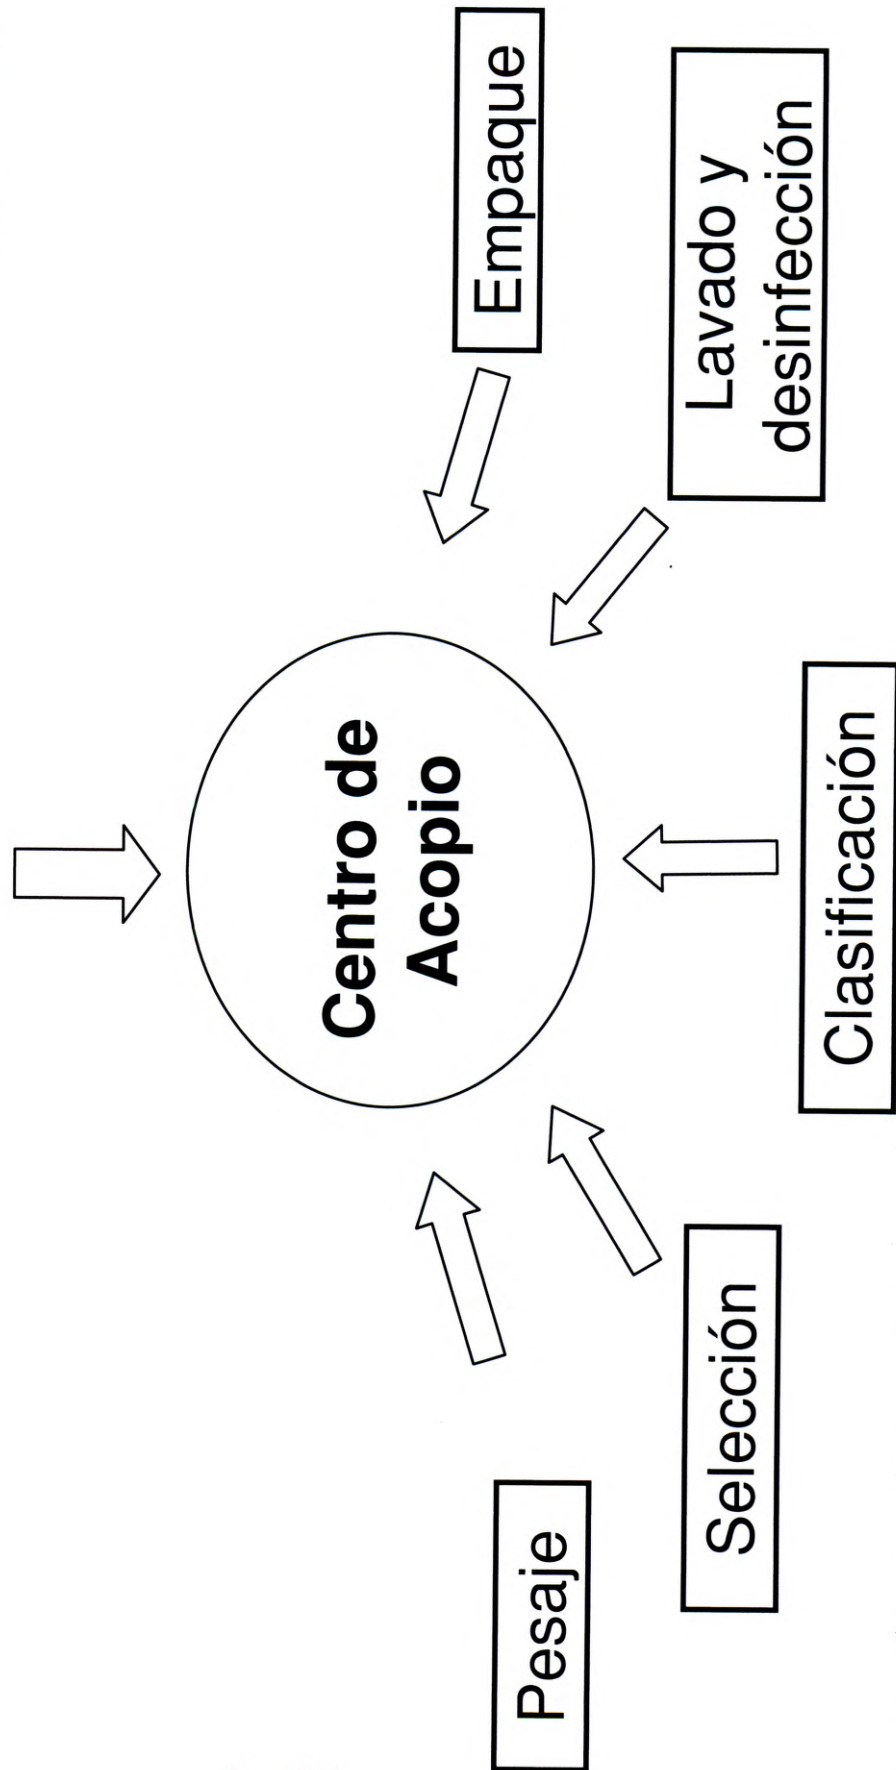 Centro de
Acopio
Pesaje
Selección
Clasificación
Lavado y
desinfección
Empaque